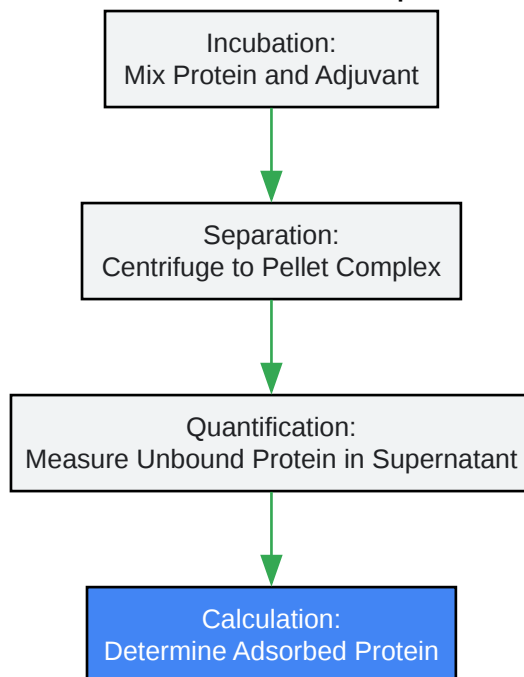 Incubation:
Mix Protein and Adjuvant
Separation:
Centrifuge to Pellet Complex
Quantification:
Measure Unbound Protein in Supernatant
Calculation:
Determine Adsorbed Protein